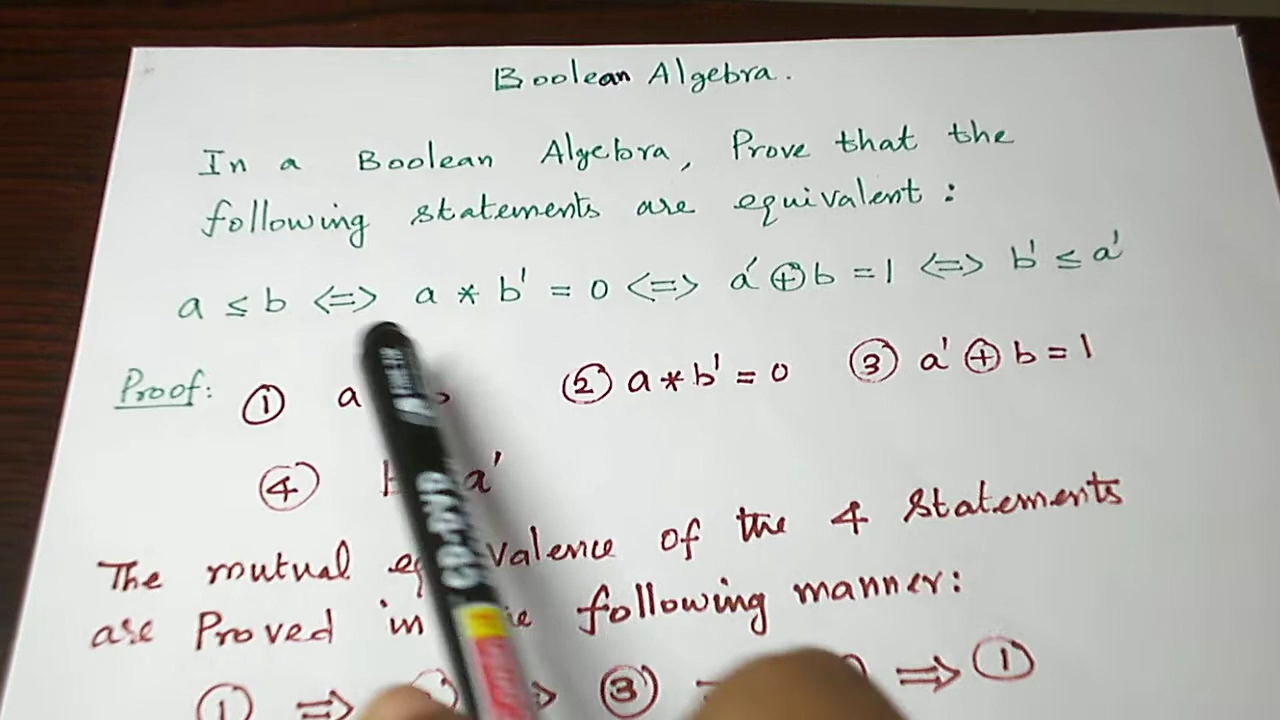 Boolean Algebra.
In a Boolean Algebra, Prove that the
following statements are equivalent:
a ≤ b <=> a * b' = 0 <=> a' ⊕ b = 1 <=> b' ≤ a'
Proof: ① a ② a * b' = 0 ③ a' ⊕ b = 1
④ a'
The mutual of the 4 statements
are Proved in following manner:
① => ③ => ①